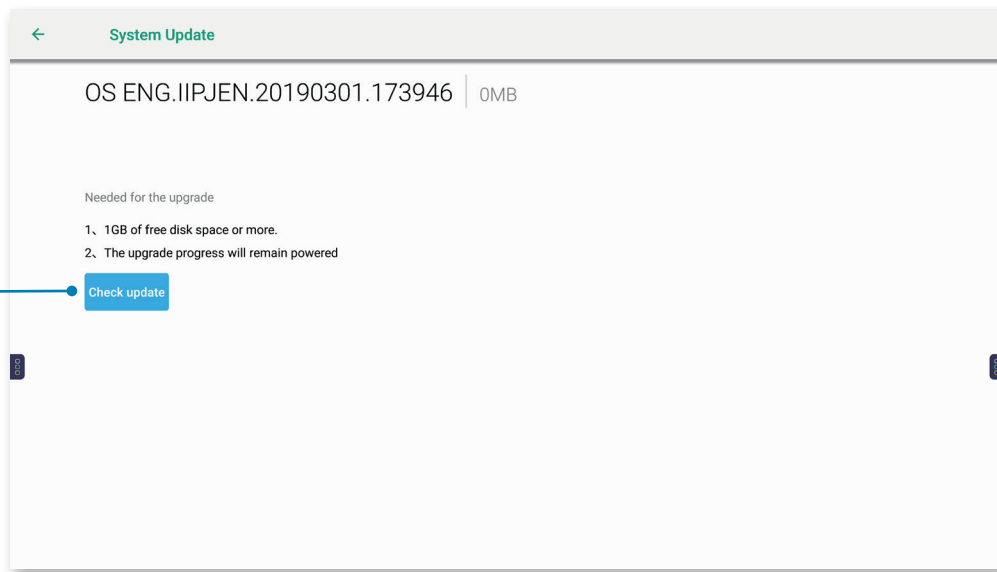 System Update
OS ENG.IIPJEN.20190301.173946 0MB
Needed for the upgrade
1、1GB of free disk space or more.
2、The upgrade progress will remain powered
Check update